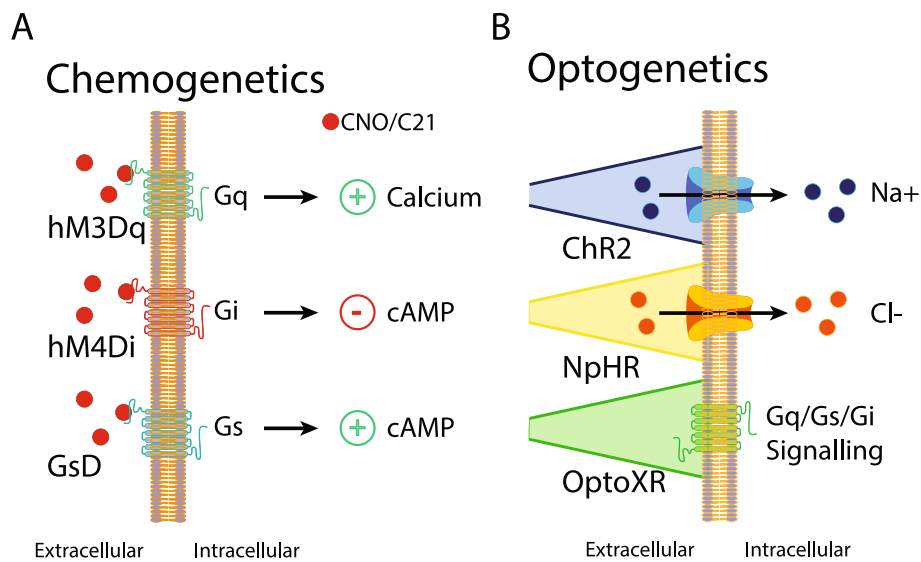 A
Chemogenetics
CNO/C21
hM3Dq
Gq
+
Calcium
hM4Di
Gi
-
cAMP
GsD
Gs
+
cAMP
Extracellular
Intracellular
B
Optogenetics
ChR2
Na+
NpHR
Cl-
OptoXR
Gq/Gs/Gi
Signalling
Extracellular
Intracellular